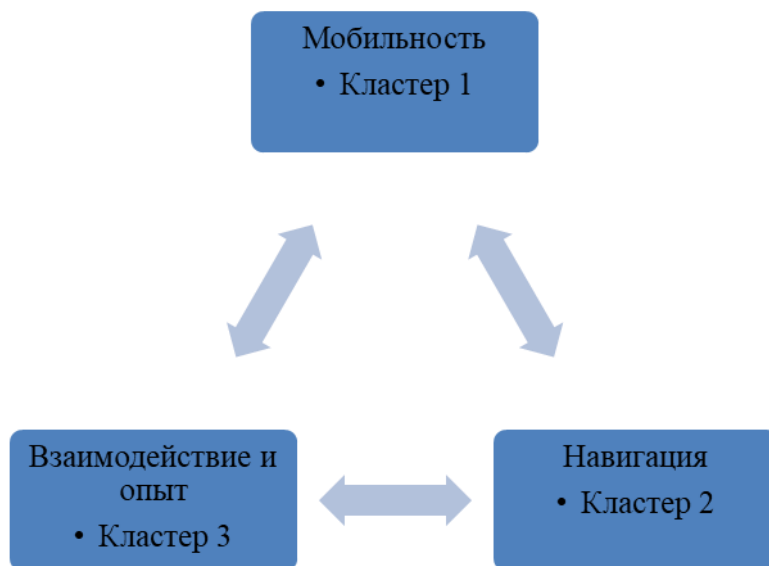 Мобильность
• Кластер 1
Взаимодействие и
опыт
• Кластер 3
Навигация
• Кластер 2